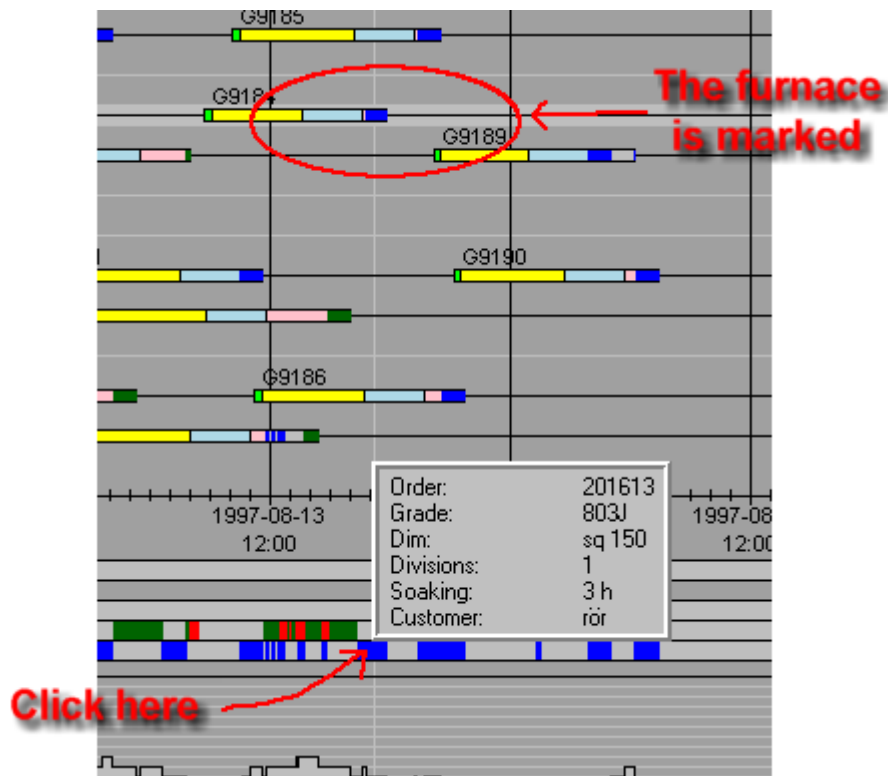 G9185
G9184
The furnace
is marked
G9189
G9190
G9186
Order: 201613
Grade: 803J
Dim: sq 150
Divisions: 1
Soaking: 3 h
Customer: rör
1997-08-13
12:00
1997-08
12:00
Click here